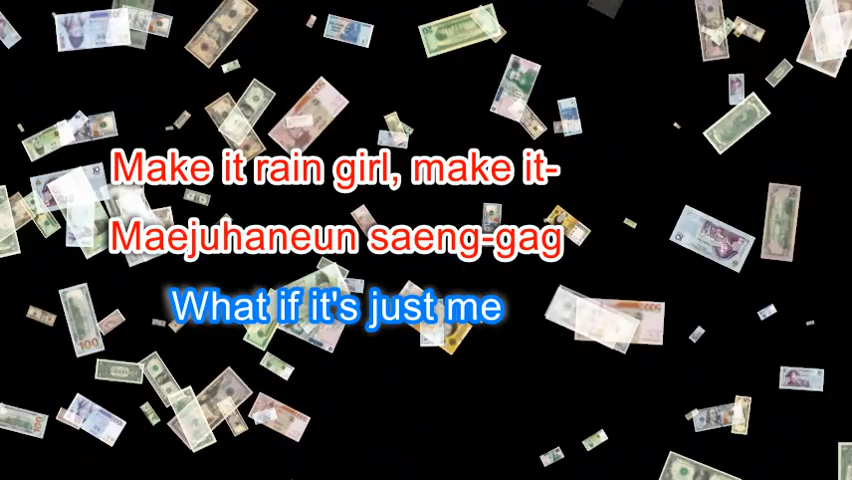 Make it rain girl, make it-
Maejuhaneun saeng-gag
What if it's just me